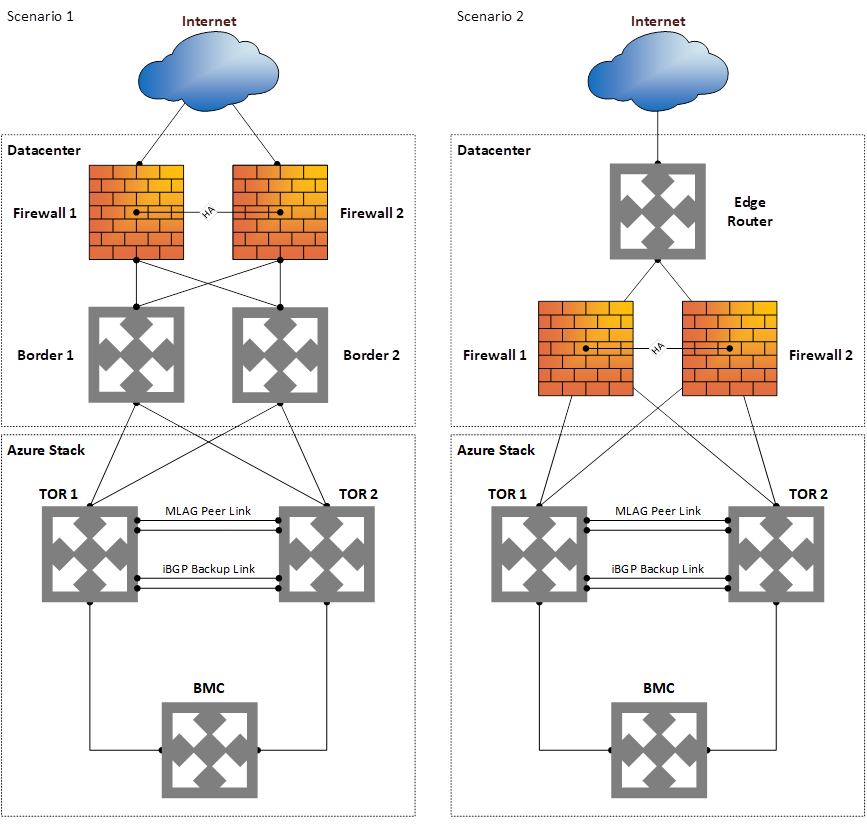 Scenario 1
Internet
Datacenter
Firewall 1
HA
Firewall 2
Border 1
Border 2
Azure Stack
TOR 1
TOR 2
MLAG Peer Link
iBGP Backup Link
BMC
Scenario 2
Internet
Datacenter
Edge
Router
Firewall 1
HA
Firewall 2
Azure Stack
TOR 1
TOR 2
MLAG Peer Link
iBGP Backup Link
BMC